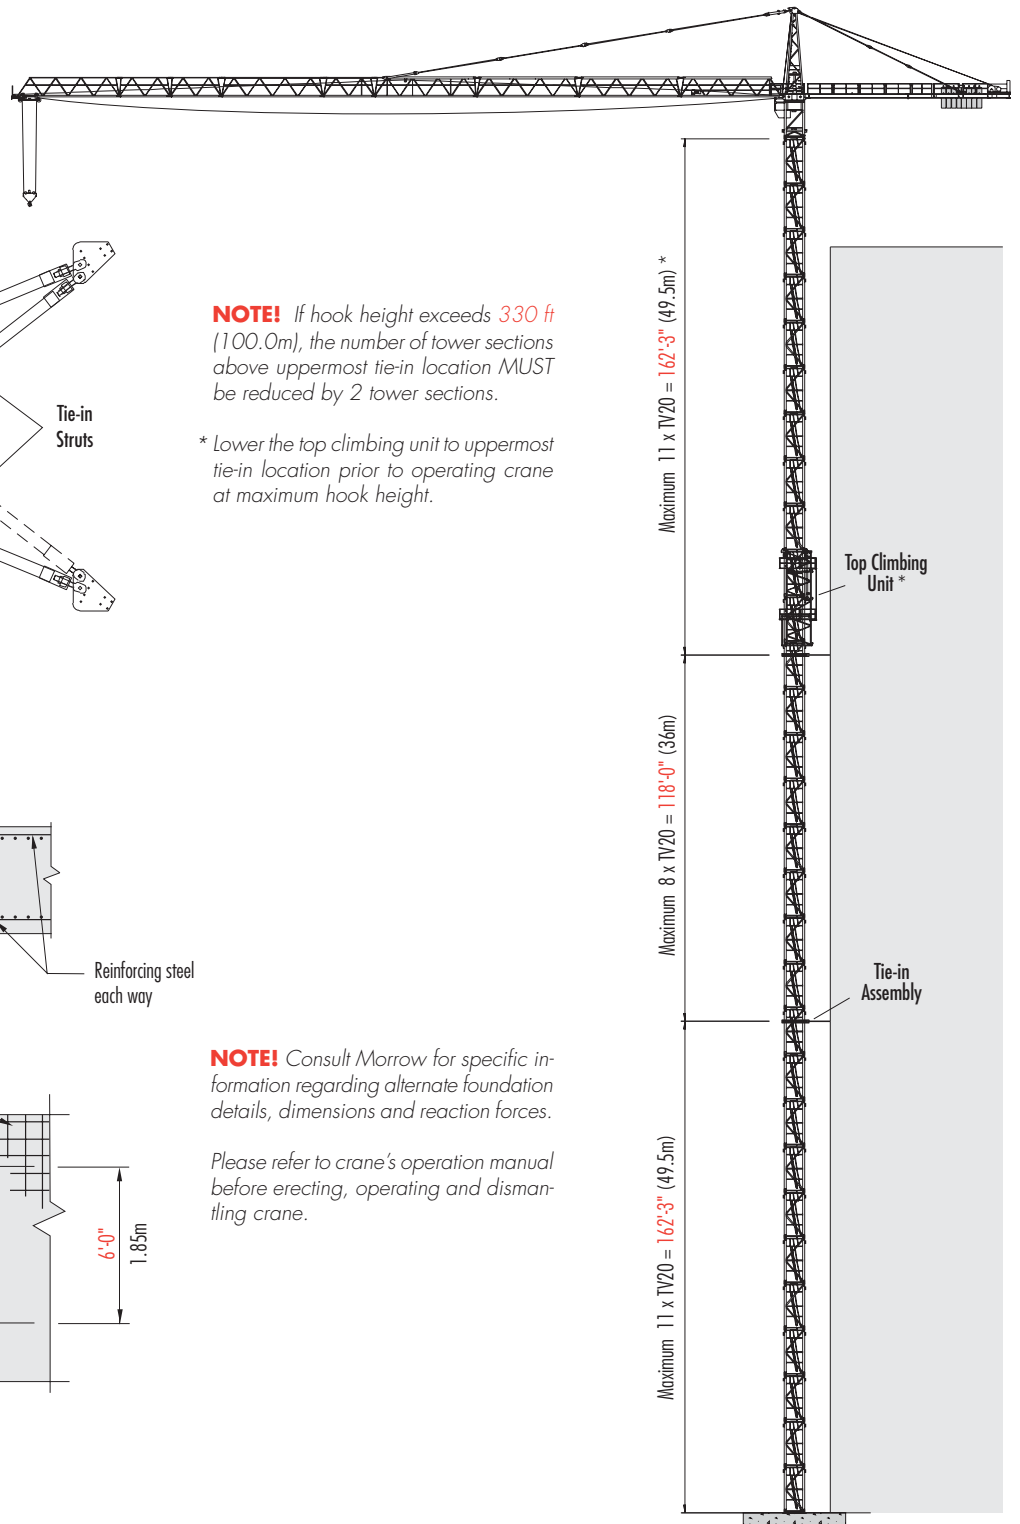 NOTE! If hook height exceeds 330 ft
(100.0m), the number of tower sections
above uppermost tie-in location MUST
be reduced by 2 tower sections.
* Lower the top climbing unit to uppermost
tie-in location prior to operating crane
at maximum hook height.
Tie-in
Struts
Maximum 11 x TV20 = 162'-3" (49.5m) *
Top Climbing
Unit *
Maximum 8 x TV20 = 118'-0" (36m)
Reinforcing steel
each way
Tie-in
Assembly
NOTE! Consult Morrow for specific in-
formation regarding alternate foundation
details, dimensions and reaction forces.
Please refer to crane's operation manual
before erecting, operating and disman-
tling crane.
6'-0"
1.85m
Maximum 11 x TV20 = 162'-3" (49.5m)